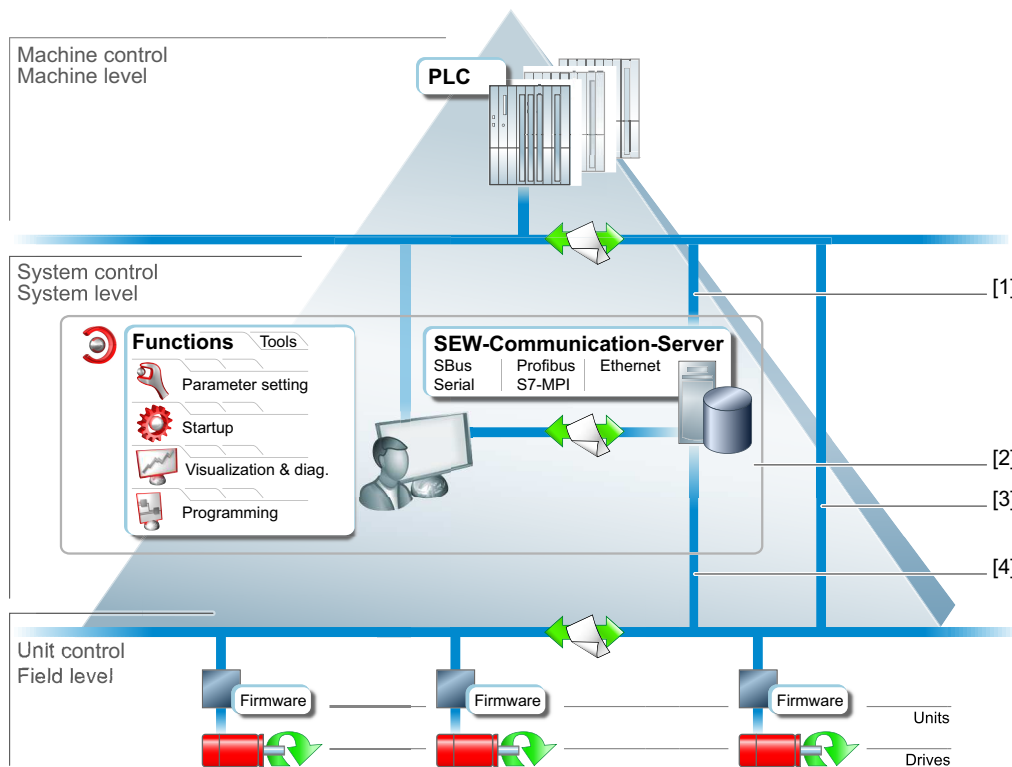 Machine control
Machine level
PLC
System control
System level
[1]
Functions
Tools
Parameter setting
Startup
Visualization & diag.
Programming
SEW-Communication-Server
SBus
Profibus
Ethernet
Serial
S7-MPI
[2]
[3]
[4]
Unit control
Field level
Firmware
Firmware
Firmware
Units
Drives